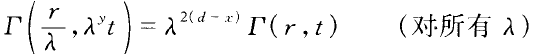 Γ(r/λ, λ^y t) = λ^{2(d-x)} Γ(r, t) (对所有 λ)